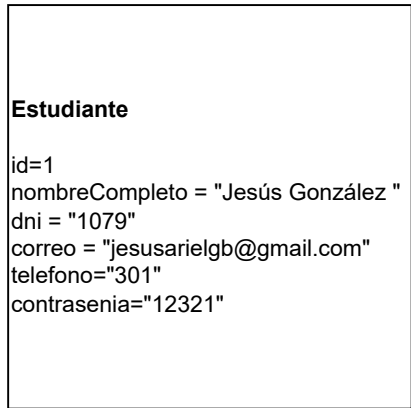 Estudiante
id=1
nombreCompleto = "Jesús González "
dni = "1079"
correo = "jesusarielgb@gmail.com"
telefono="301"
contrasenia="12321"